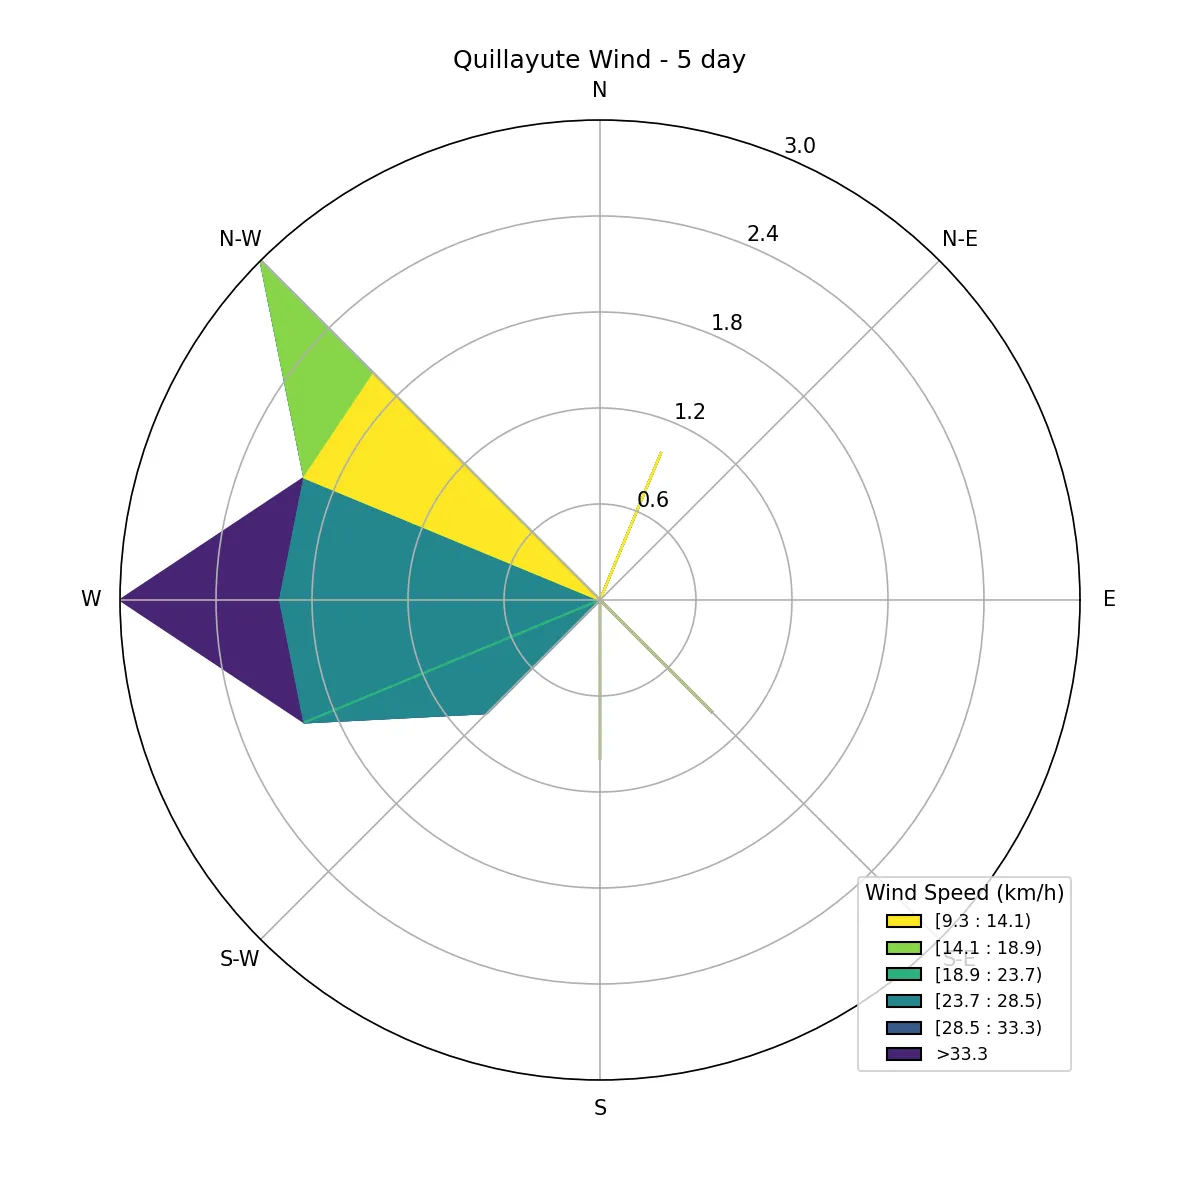 Quillayute Wind - 5 day
N
3.0
N-W
2.4
N-E
1.8
1.2
0.6
W
E
S-W
S-E
S
Wind Speed (km/h)
[9.3 : 14.1)
[14.1 : 18.9)
[18.9 : 23.7)
[23.7 : 28.5)
[28.5 : 33.3)
>33.3